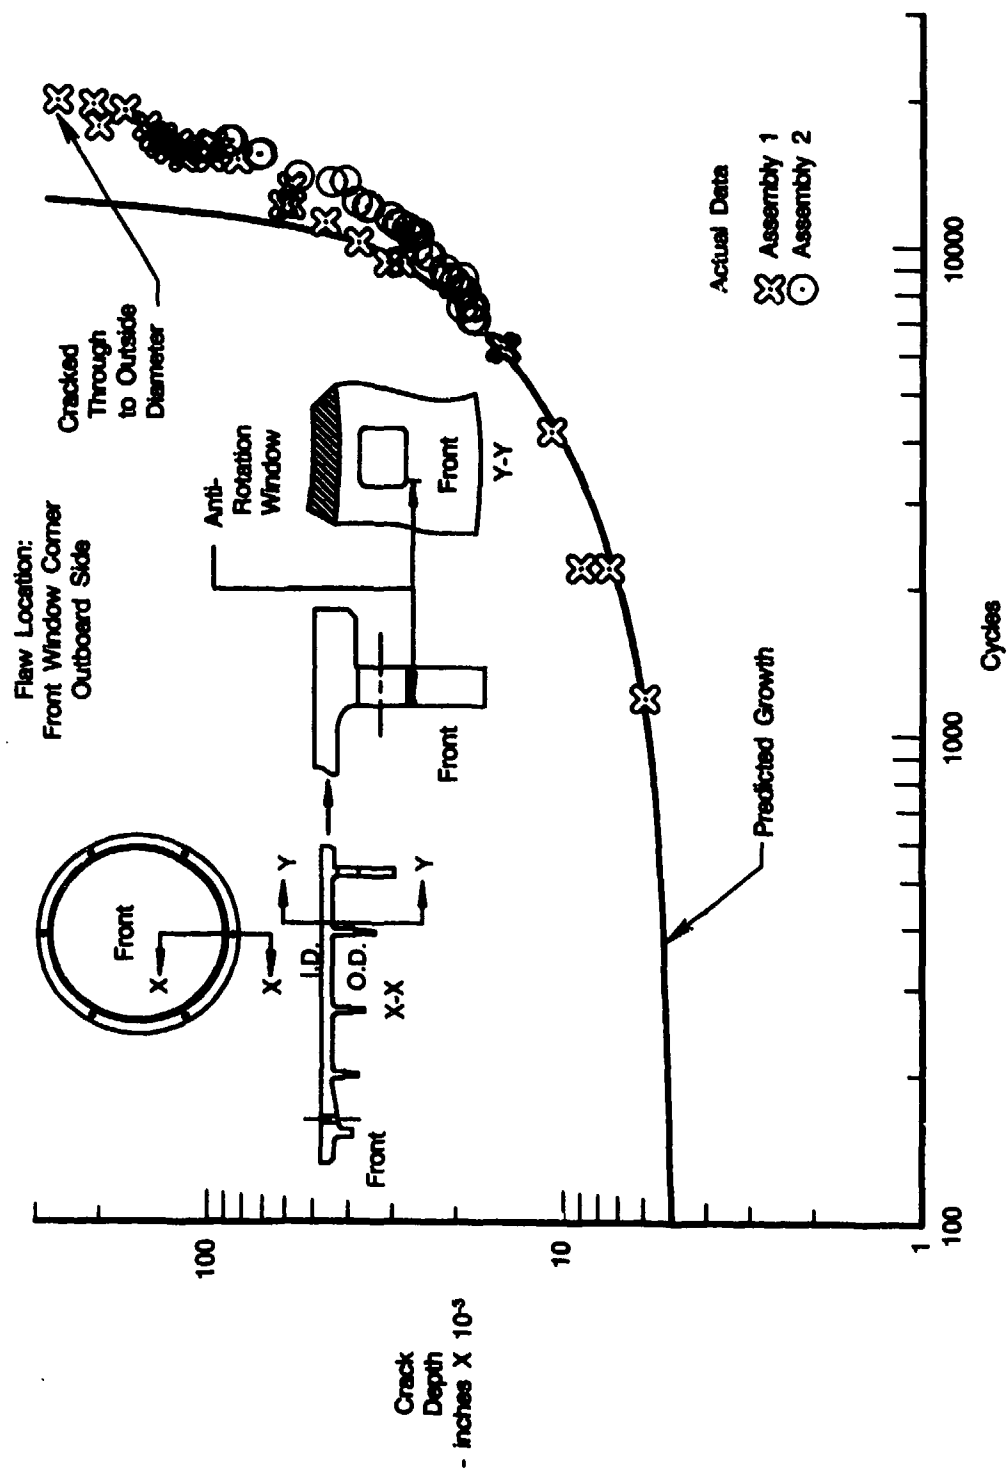 Flaw Location:
Front Window Corner
Outboard Side
Cracked
Through
to Outside
Diameter
Front
X
X
I.D.
O.D.
Y
Y
X-X
Front
Anti-
Rotation
Window
Front
Front
Y-Y
Crack
Depth
- inches X 10-3
100
10
1
Predicted Growth
Actual Data
Assembly 1
Assembly 2
100
1000
10000
Cycles